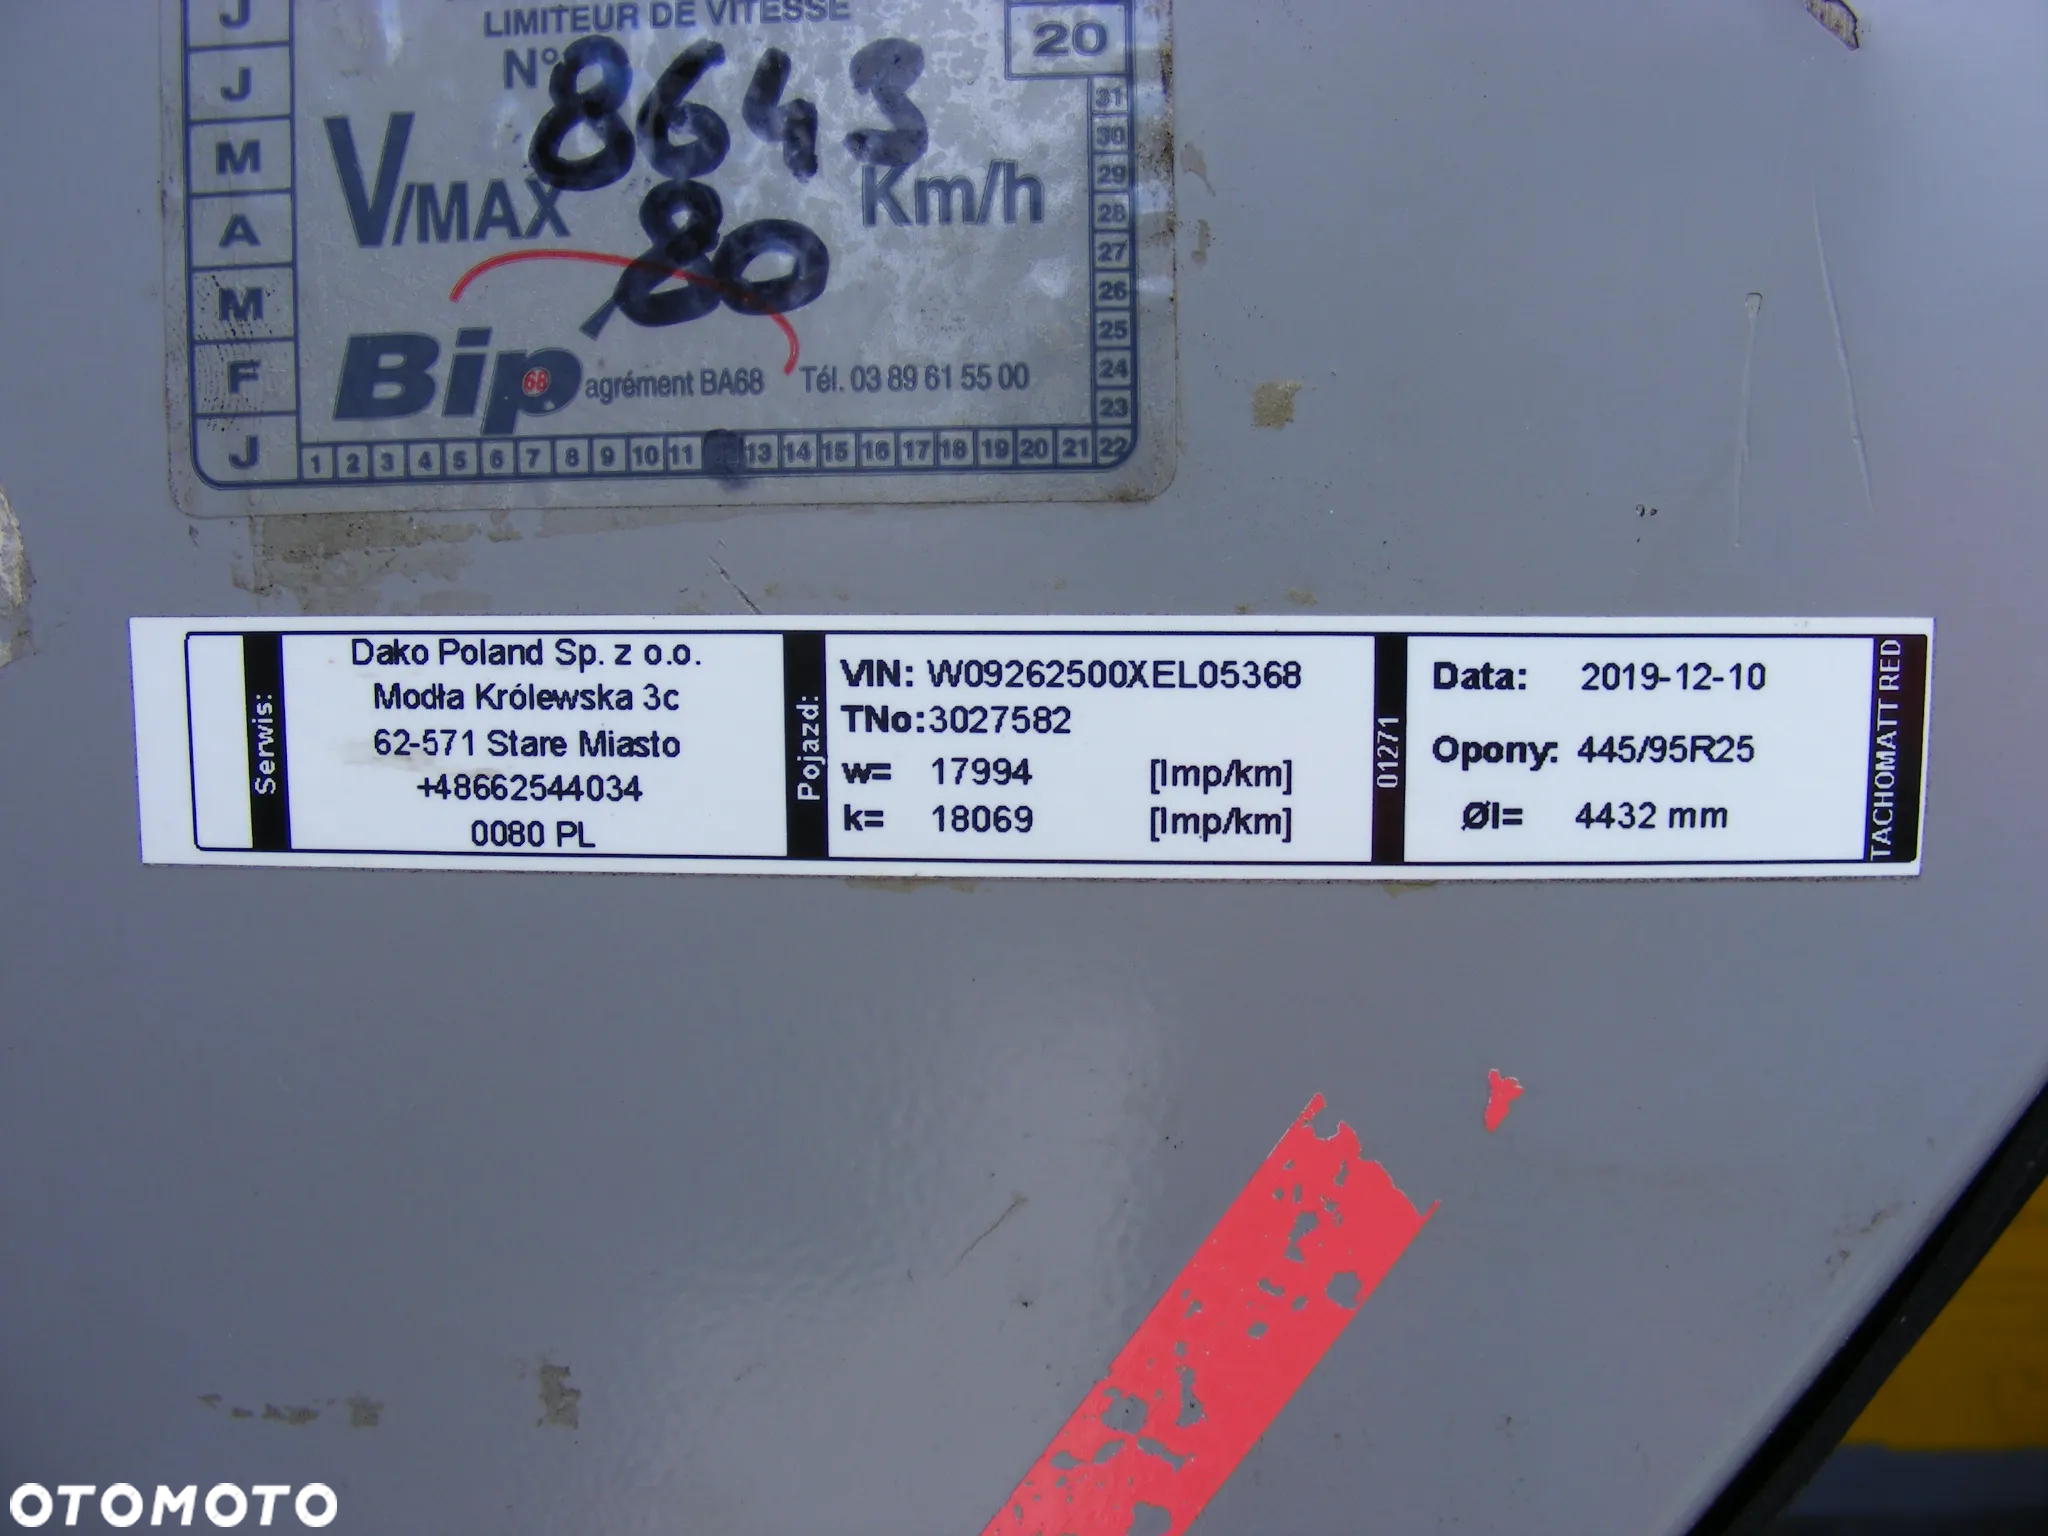 LIMITEUR DE VITESSE
20
N° 8643
V/MAX 80 Km/h
Bip 68 agrément BA68 Tél. 03 89 61 55 00
J
J
M
A
M
F
J
1 2 3 4 5 6 7 8 9 10 11 13 14 15 16 17 18 19 20 21 22
31
30
29
28
27
26
25
24
23
Serwis:
Dako Poland Sp. z o.o.
Modła Królewska 3c
62-571 Stare Miasto
+48662544034
0080 PL
Pojazd:
VIN: W09262500XEL05368
TNo:3027582
w= 17994 [Imp/km]
k= 18069 [Imp/km]
01271
Data: 2019-12-10
Opony: 445/95R25
Øl= 4432 mm
TACHOMATT RED
OTOMOTO